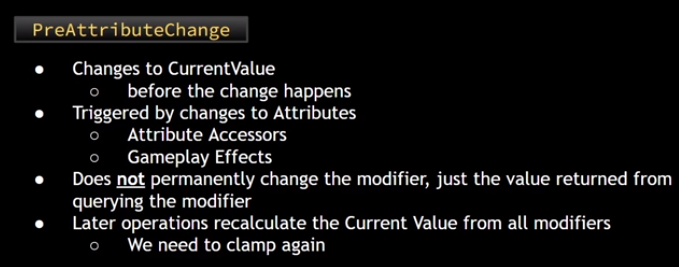 PreAttributeChange
● Changes to CurrentValue
○ before the change happens
● Triggered by changes to Attributes
○ Attribute Accessors
○ Gameplay Effects
● Does not permanently change the modifier, just the value returned from
querying the modifier
● Later operations recalculate the Current Value from all modifiers
○ We need to clamp again